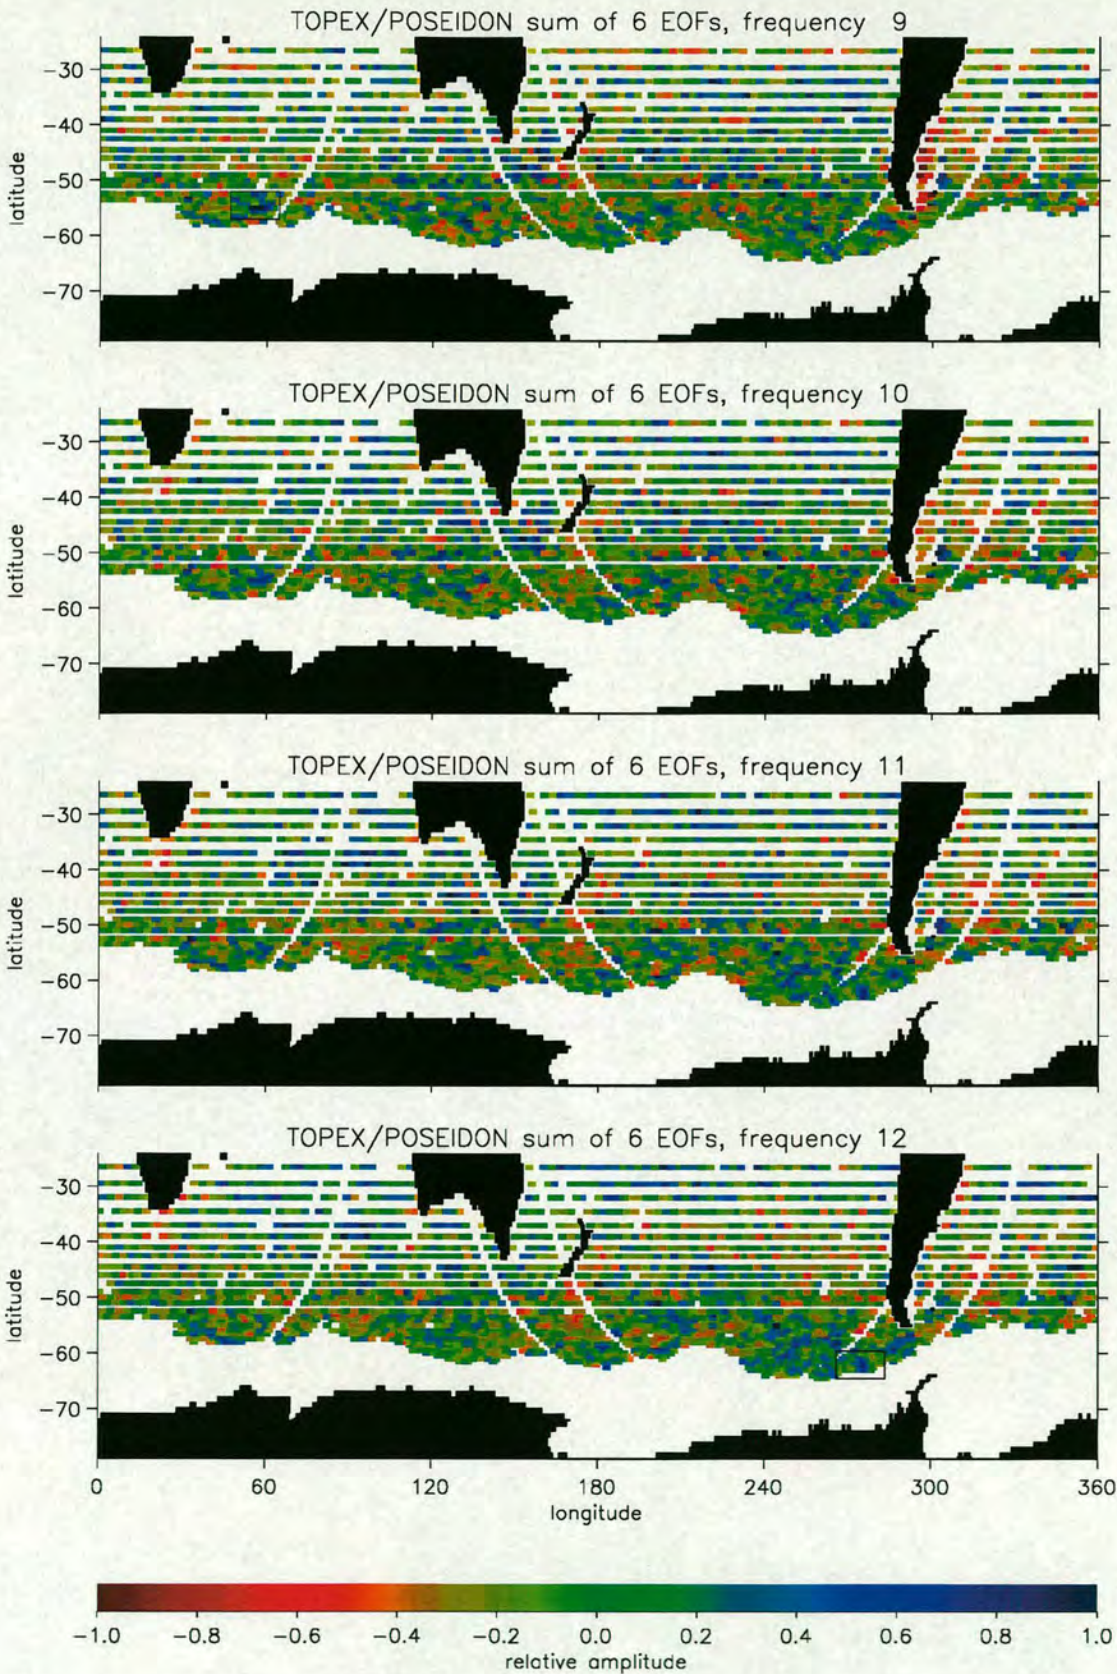 TOPEX/POSEIDON sum of 6 EOFs, frequency 9
-30
-40
-50
-60
-70
latitude
TOPEX/POSEIDON sum of 6 EOFs, frequency 10
-30
-40
-50
-60
-70
latitude
TOPEX/POSEIDON sum of 6 EOFs, frequency 11
-30
-40
-50
-60
-70
latitude
TOPEX/POSEIDON sum of 6 EOFs, frequency 12
-30
-40
-50
-60
-70
latitude
0 60 120 180 240 300 360
longitude
-1.0 -0.8 -0.6 -0.4 -0.2 0.0 0.2 0.4 0.6 0.8 1.0
relative amplitude